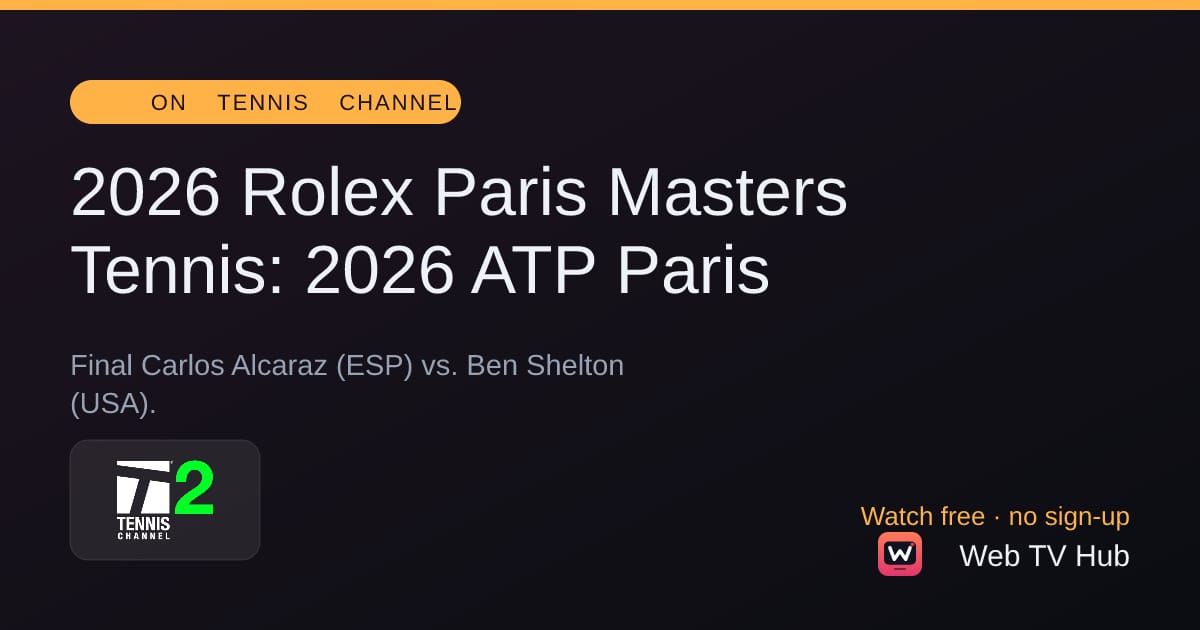 ON TENNIS CHANNEL
2026 Rolex Paris Masters
Tennis: 2026 ATP Paris
Final Carlos Alcaraz (ESP) vs. Ben Shelton
(USA).
T2
TENNIS
CHANNEL
Watch free · no sign-up
W
Web TV Hub